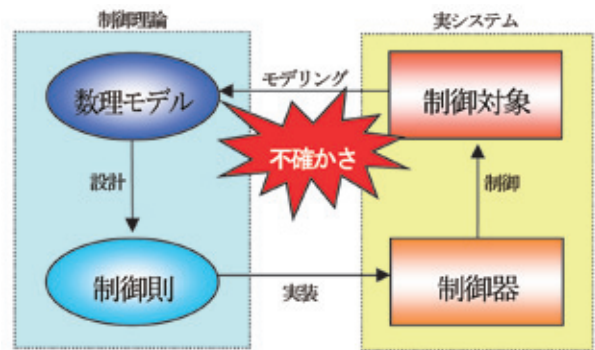 制御理論
実システム
モデリング
数理モデル
制御対象
不確かさ
設計
制御
制御則
実装
制御器